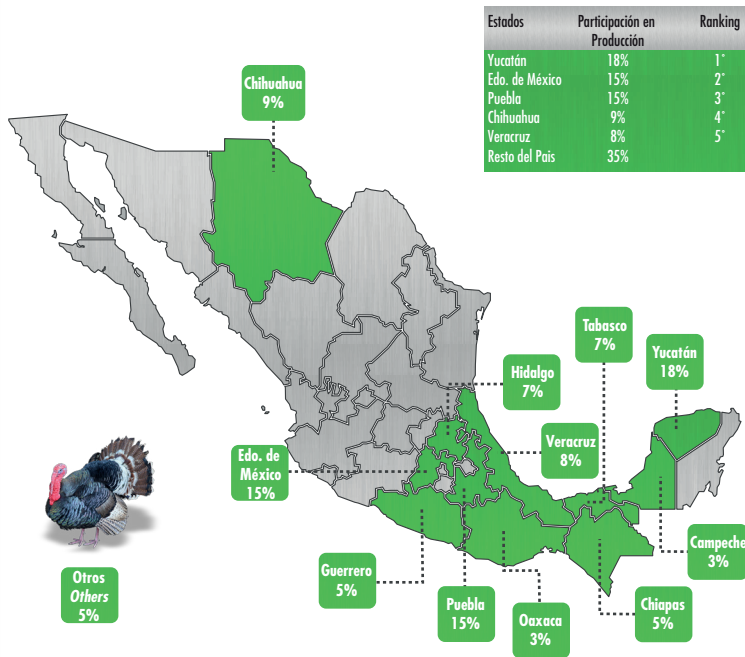 Estados Participación en Producción Ranking
Yucatán 18% 1°
Edo. de México 15% 2°
Puebla 15% 3°
Chihuahua 9% 4°
Veracruz 8% 5°
Resto del Pais 35%
Chihuahua
9%
Tabasco
7%
Yucatán
18%
Hidalgo
7%
Veracruz
8%
Edo. de
México
15%
Campeche
3%
Guerrero
5%
Puebla
15%
Oaxaca
3%
Chiapas
5%
Otros
Others
5%